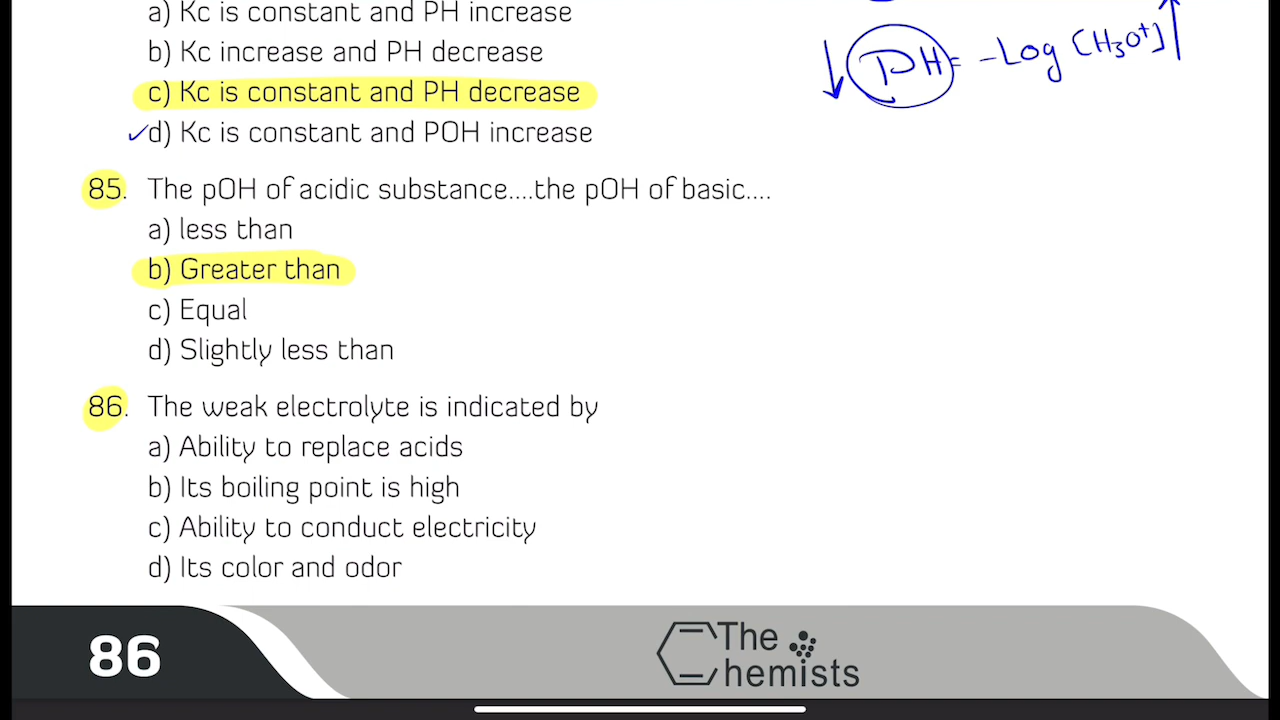 a) Kc is constant and PH increase
b) Kc increase and PH decrease
c) Kc is constant and PH decrease
✓d) Kc is constant and POH increase
↓ PH = -Log [H₃O⁺] ↑
85. The pOH of acidic substance....the pOH of basic....
a) less than
b) Greater than
c) Equal
d) Slightly less than
86. The weak electrolyte is indicated by
a) Ability to replace acids
b) Its boiling point is high
c) Ability to conduct electricity
d) Its color and odor
86
The
Chemists